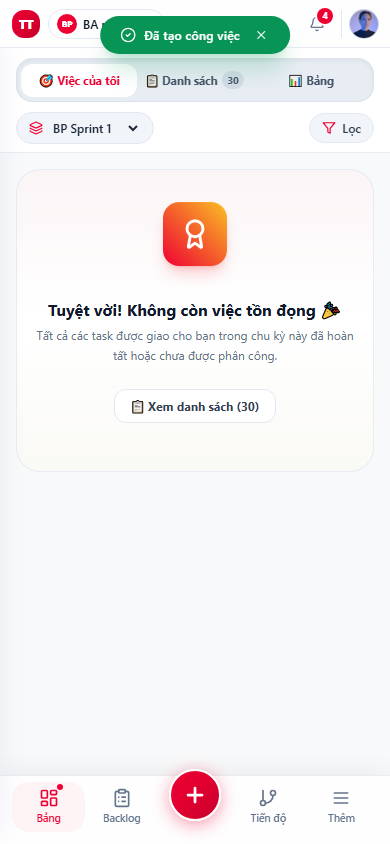 TT
BP
BA
Đã tạo công việc
4
Việc của tôi
Danh sách 30
Bảng
BP Sprint 1
Lọc
Tuyệt vời! Không còn việc tồn đọng
Tất cả các task được giao cho bạn trong chu kỳ này đã hoàn
tất hoặc chưa được phân công.
Xem danh sách (30)
Bảng
Backlog
Tiến độ
Thêm